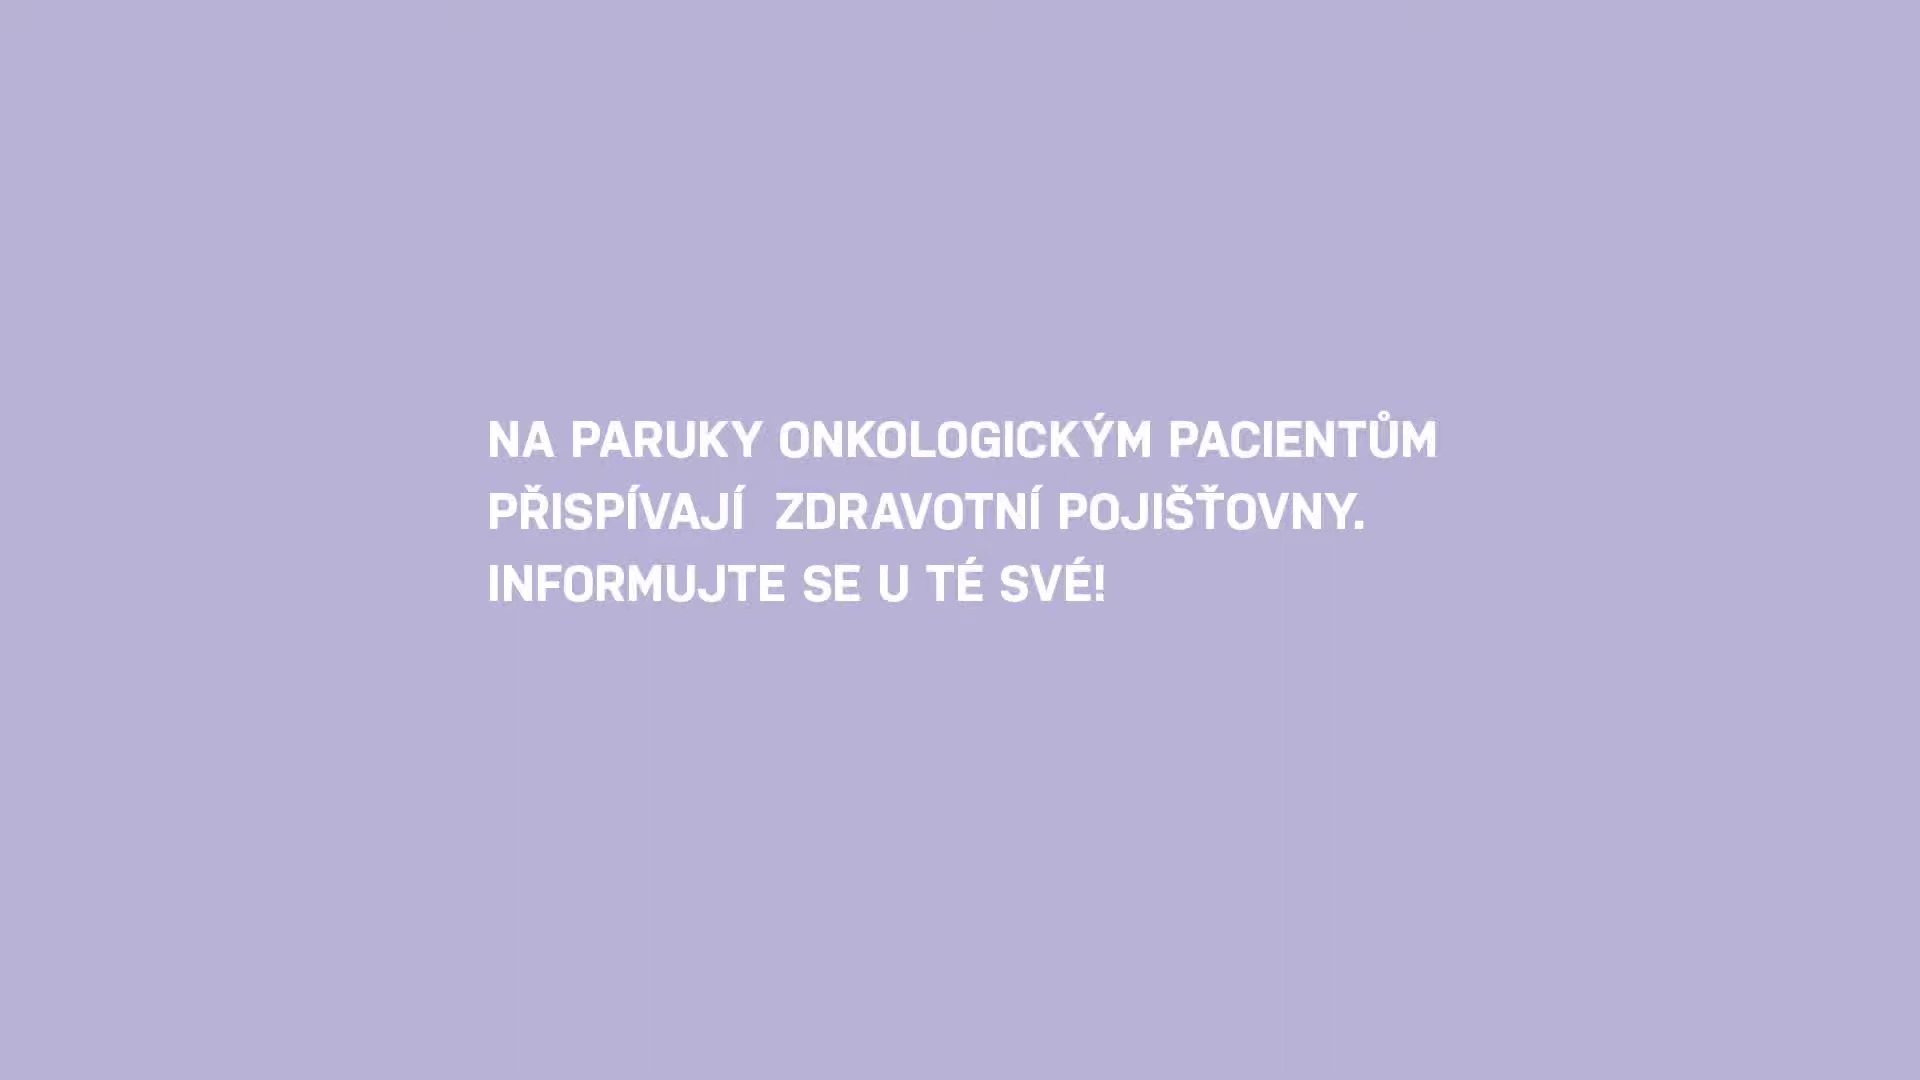 NA PARUKY ONKOLOGICKÝM PACIENTŮM
PŘISPÍVAJÍ  ZDRAVOTNÍ POJIŠŤOVNY.
INFORMUJTE SE U TÉ SVÉ!